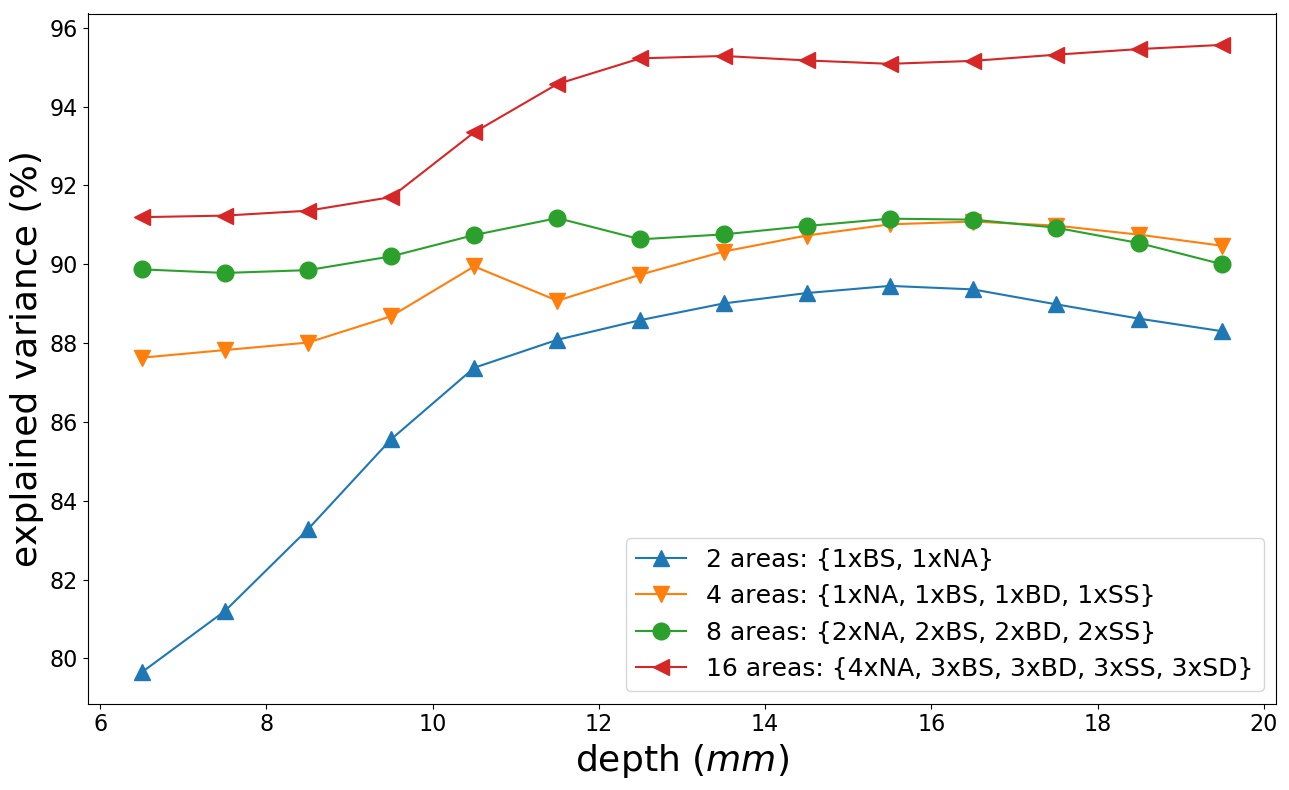 96
94
92
90
88
86
84
82
80
explained variance (%)
2 areas: {1xBS, 1xNA}
4 areas: {1xNA, 1xBS, 1xBD, 1xSS}
8 areas: {2xNA, 2xBS, 2xBD, 2xSS}
16 areas: {4xNA, 3xBS, 3xBD, 3xSS, 3xSD}
6 8 10 12 14 16 18 20
depth (mm)